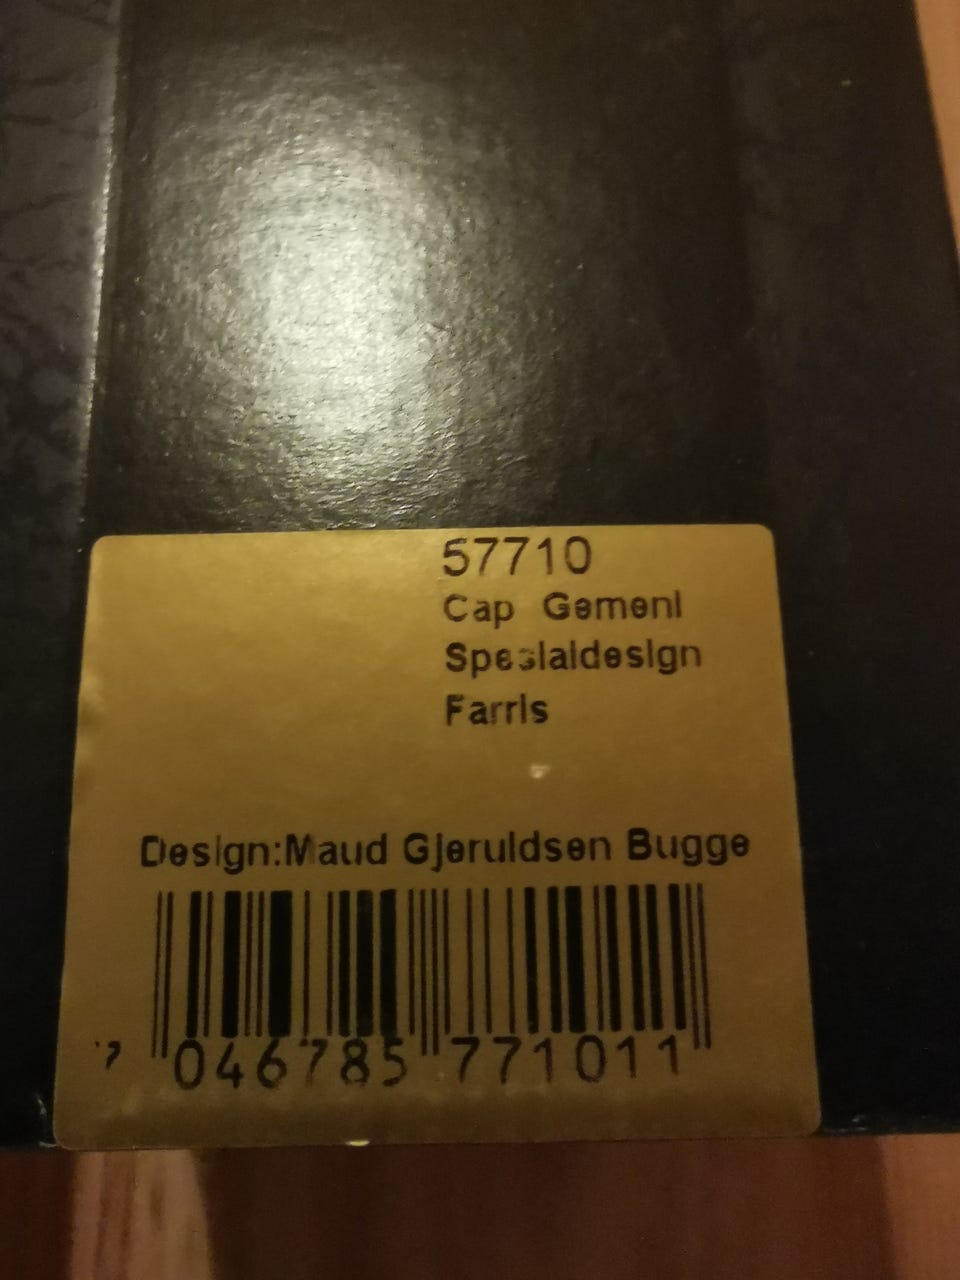 57710
Cap Gemeni
Spesialdesign
Farris
Design:Maud Gjeruldsen Bugge
7 046785 771011